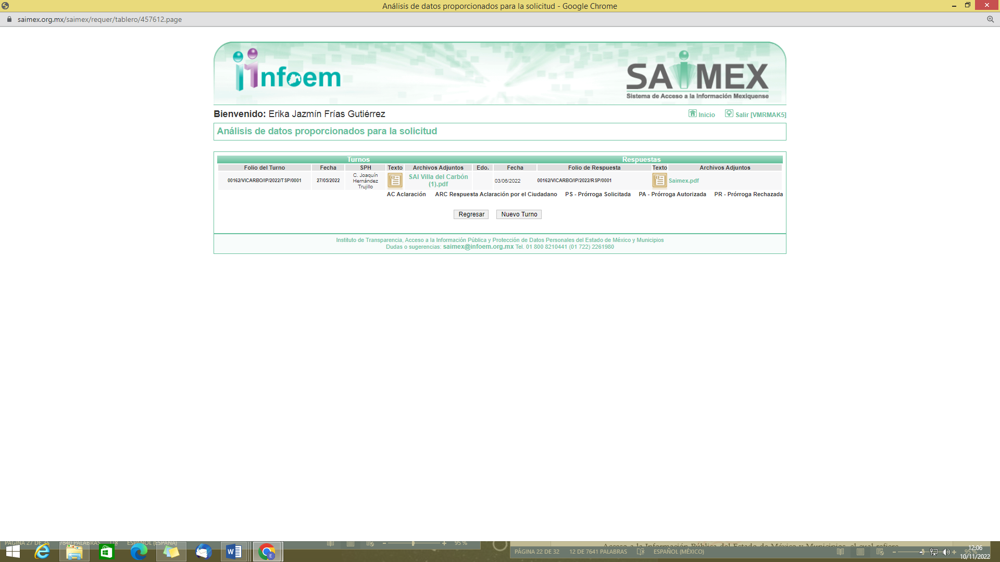 Análisis de datos proporcionados para la solicitud - Google Chrome
saimex.org.mx/saimex/requer/tablero/457612.page
infoem
SAIMEX
Sistema de Acceso a la Información Mexiquense
Bienvenido: Erika Jazmín Frías Gutiérrez
Inicio Salir [VMRMAK5]
Análisis de datos proporcionados para la solicitud
Turnos Respuestas
Folio del Turno Fecha SPH Texto Archivos Adjuntos Edo. Fecha Folio de Respuesta Texto Archivos Adjuntos
00162/VICARBO/IP/2022/TSP/0001 27/05/2022 C. Joaquín Hernández Trujillo SAI Villa del Carbón (1).pdf 03/06/2022 00162/VICARBO/IP/2022/RSP/0001 Saimex.pdf
AC Aclaración ARC Respuesta Aclaración por el Ciudadano PS - Prórroga Solicitada PA - Prórroga Autorizada PR - Prórroga Rechazada
Regresar Nuevo Turno
Instituto de Transparencia, Acceso a la Información Pública y Protección de Datos Personales del Estado de México y Municipios
Dudas o sugerencias: saimex@infoem.org.mx Tel. 01 800 8210441 (01 722) 2261980
PÁGINA 27 DE 35 7840 PALABRAS ESPAÑOL (ESPAÑA) 95 %
Acceso a la Información Pública del Estado de México y Municipios, el cual refiere
PÁGINA 22 DE 32 12 DE 7641 PALABRAS ESPAÑOL (MÉXICO) 95 %
12:06
10/11/2022